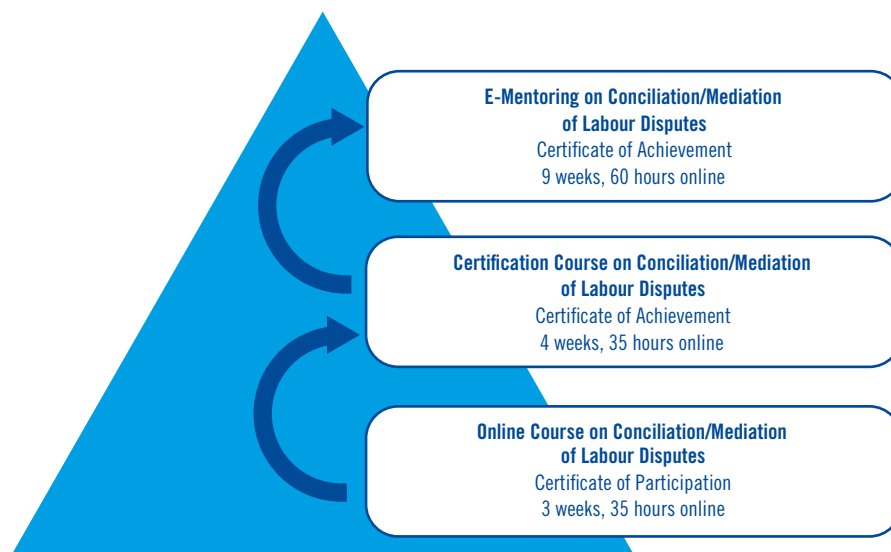 E-Mentoring on Conciliation/Mediation
of Labour Disputes
Certificate of Achievement
9 weeks, 60 hours online
Certification Course on Conciliation/Mediation
of Labour Disputes
Certificate of Achievement
4 weeks, 35 hours online
Online Course on Conciliation/Mediation
of Labour Disputes
Certificate of Participation
3 weeks, 35 hours online